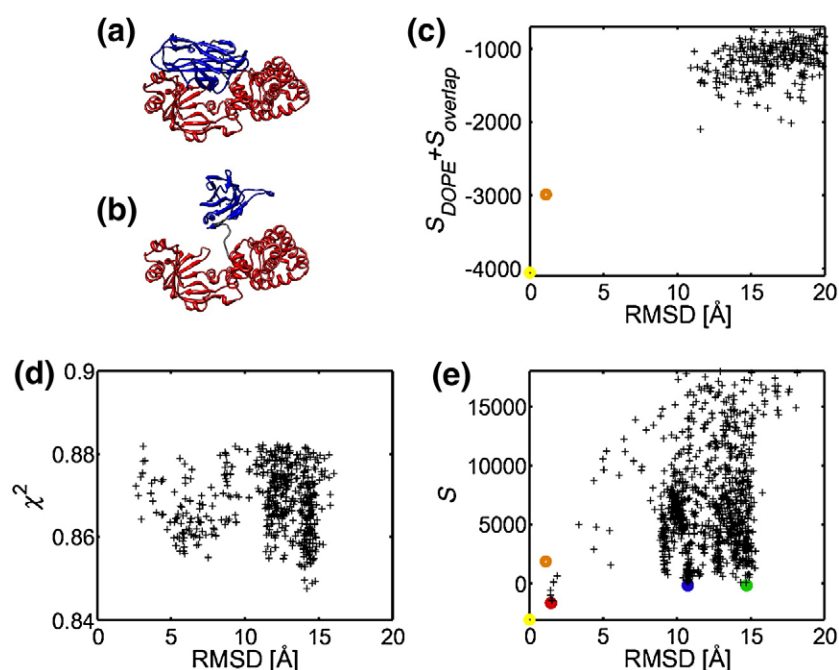 (a)
(b)
(c)
S_DOPE+S_overlap
-1000
-2000
-3000
-4000
0 5 10 15 20
RMSD [Å]
(d)
χ²
0.9
0.88
0.86
0.84
0 5 10 15 20
RMSD [Å]
(e)
S
15000
10000
5000
0
0 5 10 15 20
RMSD [Å]